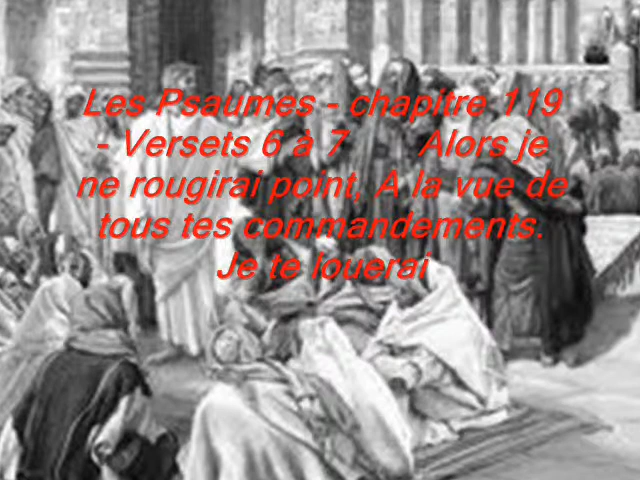 Les Psaumes - chapitre 119
- Versets 6 à 7 Alors je
ne rougirai point, A la vue de
tous tes commandements.
Je te louerai